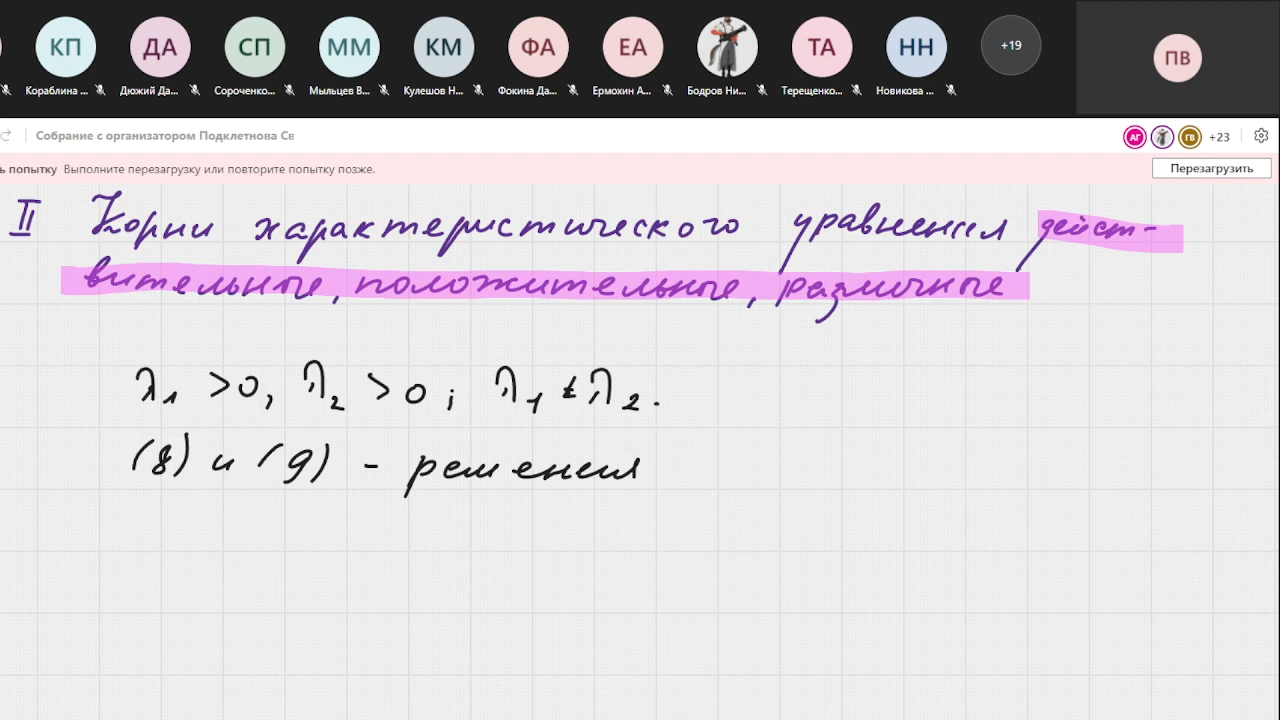 КП ДА СП ММ КМ ФА ЕА ТА НН +19 ПВ
Кораблина ... Дюжий Да... Сороченко... Мыльцев В... Кулешов Н... Фокина Да... Ермохин А... Бодров Ни... Терещенко... Новикова ...
Собрание с организатором Подклетнова Св АГ ГВ +23
ь попытку Выполните перезагрузку или повторите попытку позже. Перезагрузить
II Корни характеристического уравнения дейст-
вительные, положительные, различные
λ1 >0, λ2 >0; λ1 ≠ λ2.
(8) и (9) - решения